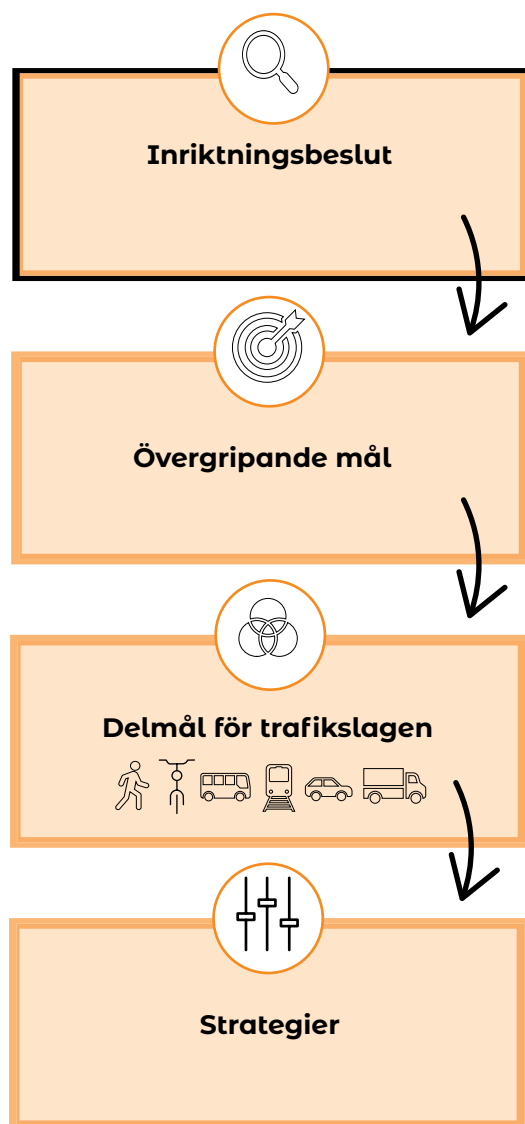 Inriktningsbeslut
Övergripande mål
Delmål för trafikslagen
Strategier